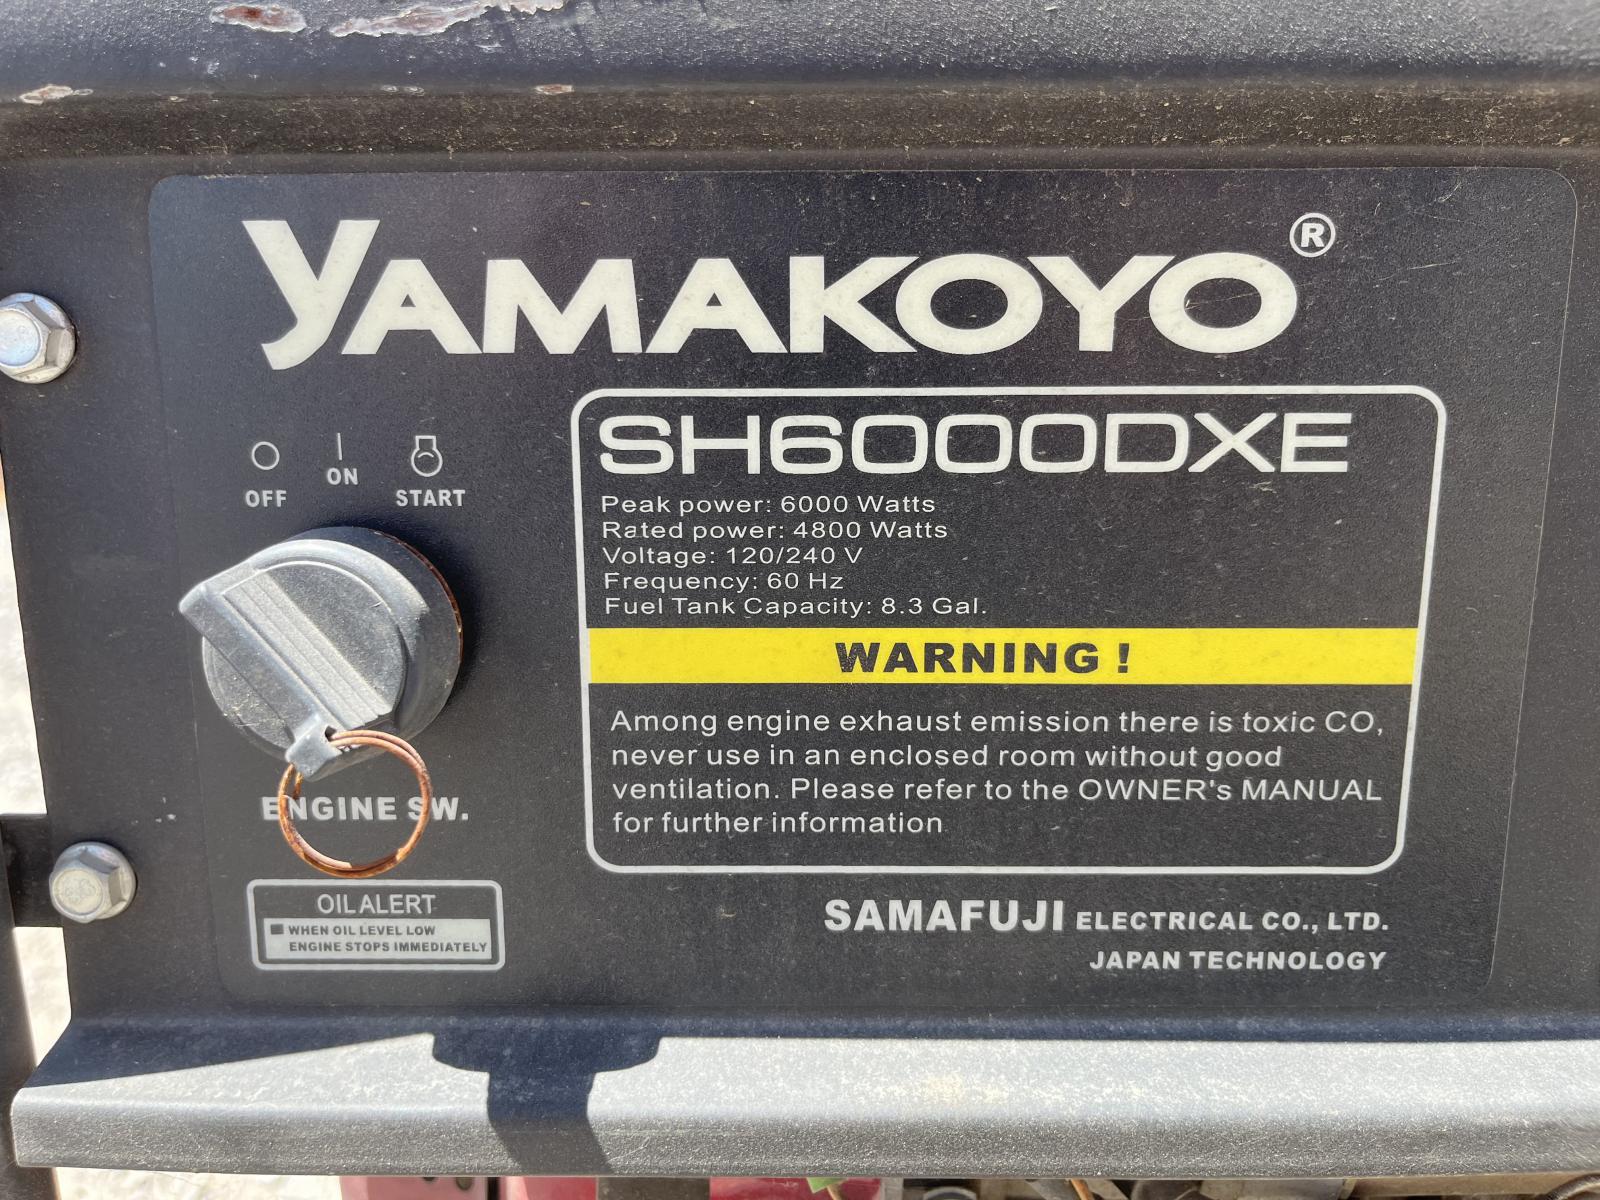 YAMAKOYO®
OFF
ON
START
ENGINE SW.
OIL ALERT
WHEN OIL LEVEL LOW
ENGINE STOPS IMMEDIATELY
SH6000DXE
Peak power: 6000 Watts
Rated power: 4800 Watts
Voltage: 120/240 V
Frequency: 60 Hz
Fuel Tank Capacity: 8.3 Gal.
WARNING !
Among engine exhaust emission there is toxic CO,
never use in an enclosed room without good
ventilation. Please refer to the OWNER's MANUAL
for further information
SAMAFUJI ELECTRICAL CO., LTD.
JAPAN TECHNOLOGY